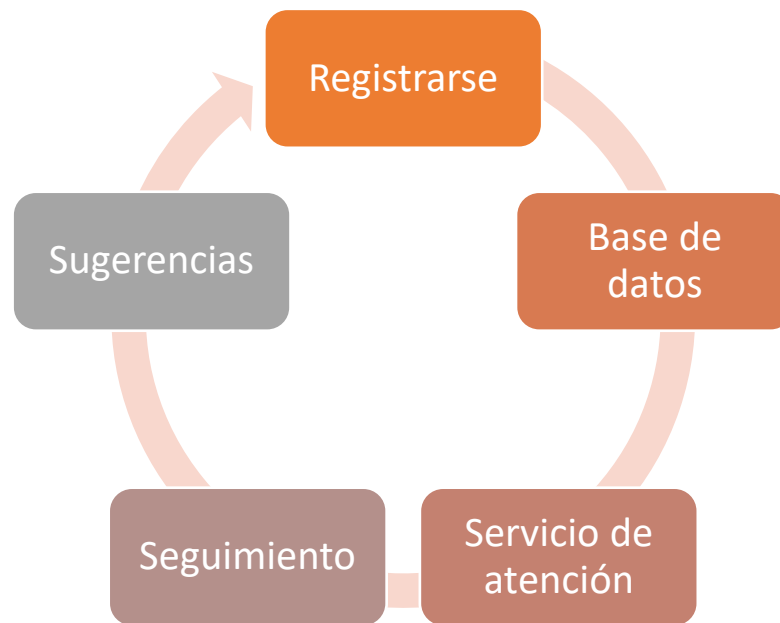 Registrarse
Base de
datos
Servicio de
atención
Seguimiento
Sugerencias